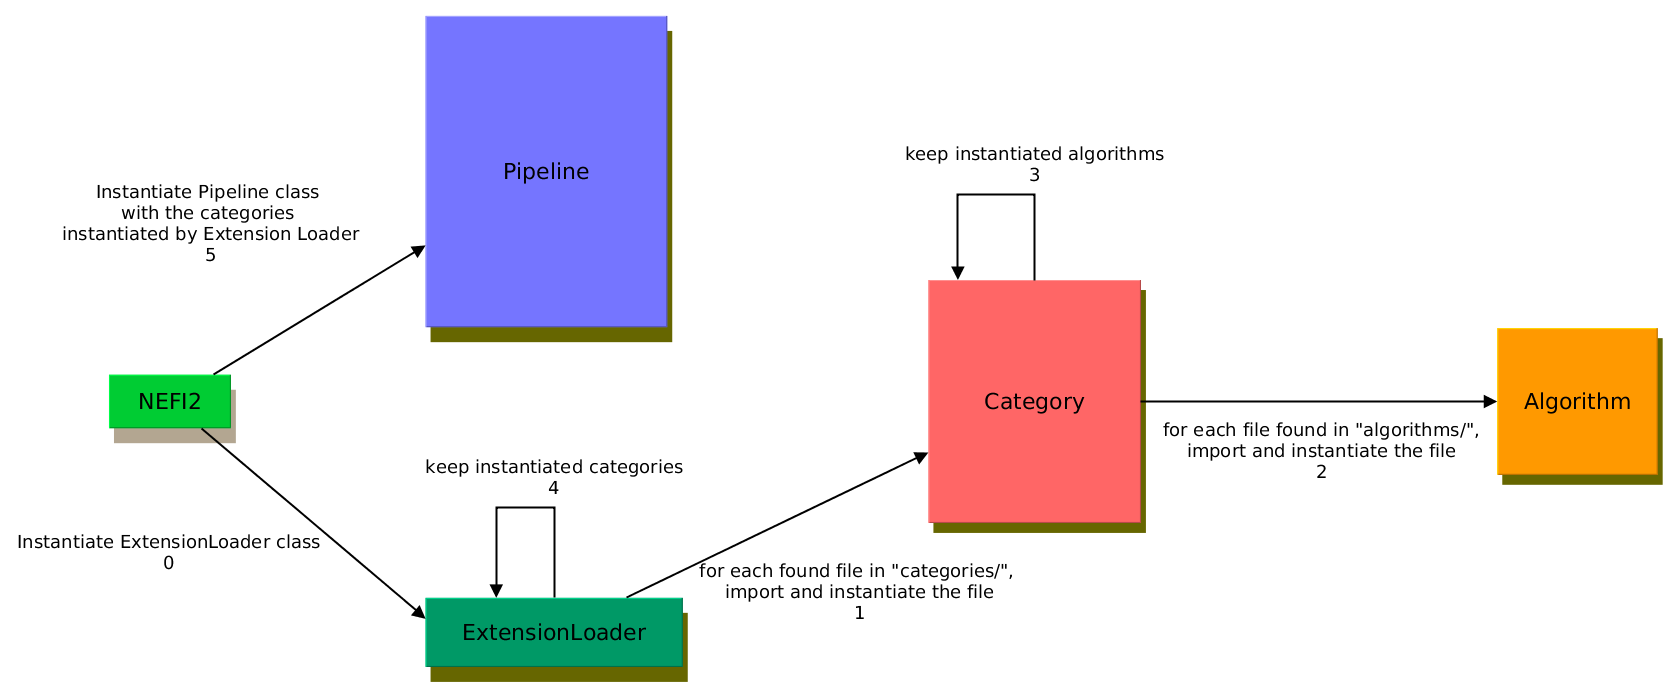 Pipeline
keep instantiated algorithms
3
Instantiate Pipeline class
with the categories
instantiated by Extension Loader
5
NEFI2
Category
Algorithm
for each file found in "algorithms/",
import and instantiate the file
2
keep instantiated categories
4
Instantiate ExtensionLoader class
0
for each found file in "categories/",
import and instantiate the file
1
ExtensionLoader